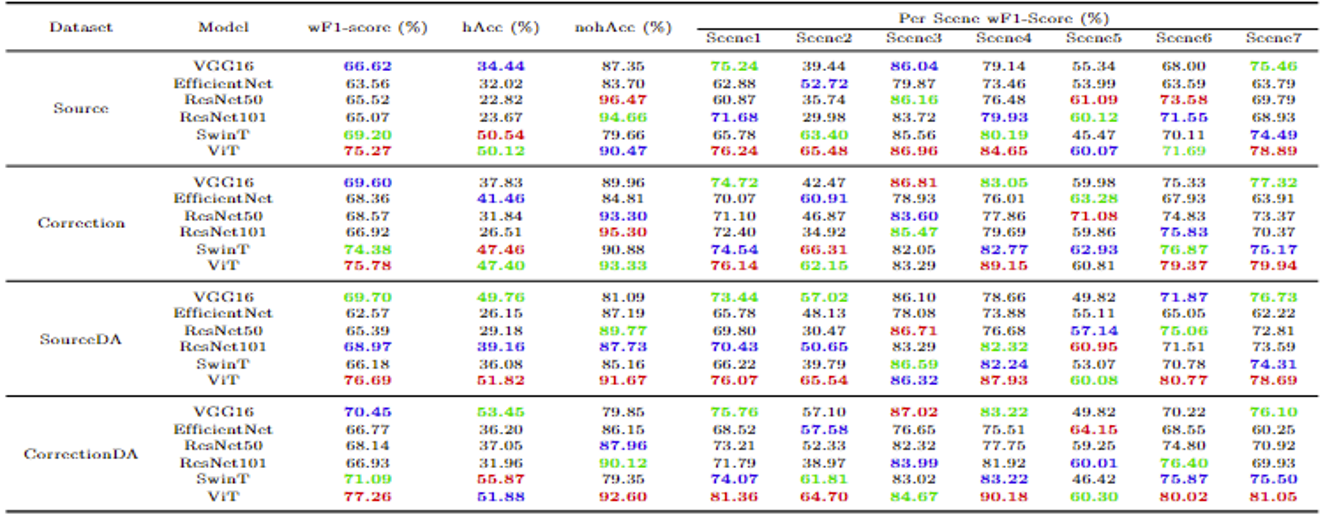 Dataset Model wF1-score (%) hAcc (%) nohAcc (%) Per Scene wF1-Score (%)
Scene1 Scene2 Scene3 Scene4 Scene5 Scene6 Scene7
Source
VGG16 66.62 34.44 87.35 75.24 39.44 86.04 79.14 55.34 68.00 75.46
EfficientNet 63.56 32.02 83.70 62.88 52.72 79.87 73.46 53.99 63.59 63.79
ResNet50 65.52 22.82 96.47 60.87 35.74 86.16 76.48 61.09 73.58 69.79
ResNet101 65.07 23.67 94.66 71.68 29.98 83.72 79.93 60.12 71.55 68.93
SwinT 69.20 50.54 79.66 65.78 63.40 85.56 80.19 45.47 70.11 74.49
ViT 75.27 50.12 90.47 76.24 65.48 86.96 84.65 60.07 71.69 78.89
Correction
VGG16 69.60 37.83 89.96 74.72 42.47 86.81 83.05 59.98 75.33 77.32
EfficientNet 68.36 41.46 84.81 70.07 60.91 78.93 76.01 63.28 67.93 63.91
ResNet50 68.57 31.84 93.30 71.10 46.87 83.60 77.86 71.08 74.83 73.37
ResNet101 66.92 26.51 95.30 72.40 34.92 85.47 79.69 59.86 75.83 70.37
SwinT 74.38 47.46 90.88 74.54 66.31 82.05 82.77 62.93 76.87 75.17
ViT 75.78 47.40 93.33 76.14 62.15 83.29 89.15 60.81 79.37 79.94
SourceDA
VGG16 69.70 49.76 81.09 73.44 57.02 86.10 78.66 49.82 71.87 76.73
EfficientNet 62.57 26.15 87.19 65.78 48.13 78.08 73.88 55.11 65.05 62.22
ResNet50 65.39 29.18 89.77 69.80 30.47 86.71 76.68 57.14 75.06 72.81
ResNet101 68.97 39.16 87.73 70.43 50.65 83.29 82.32 60.95 71.51 73.59
SwinT 66.18 36.08 85.16 66.22 39.79 86.59 82.24 53.07 70.78 74.31
ViT 76.69 51.82 91.67 76.07 65.54 86.32 87.93 60.08 80.77 78.69
CorrectionDA
VGG16 70.45 53.45 79.85 75.76 57.10 87.02 83.22 49.82 70.22 76.10
EfficientNet 66.77 36.20 86.15 68.52 57.58 76.65 75.51 64.15 68.55 60.25
ResNet50 68.14 37.05 87.96 73.21 52.33 82.32 77.75 59.25 74.80 70.92
ResNet101 66.93 31.96 90.12 71.79 38.97 83.99 81.92 60.01 76.40 69.93
SwinT 71.09 55.87 79.35 74.07 61.81 83.02 83.22 46.42 75.87 75.50
ViT 77.26 51.88 92.60 81.36 64.70 84.67 90.18 60.30 80.02 81.05